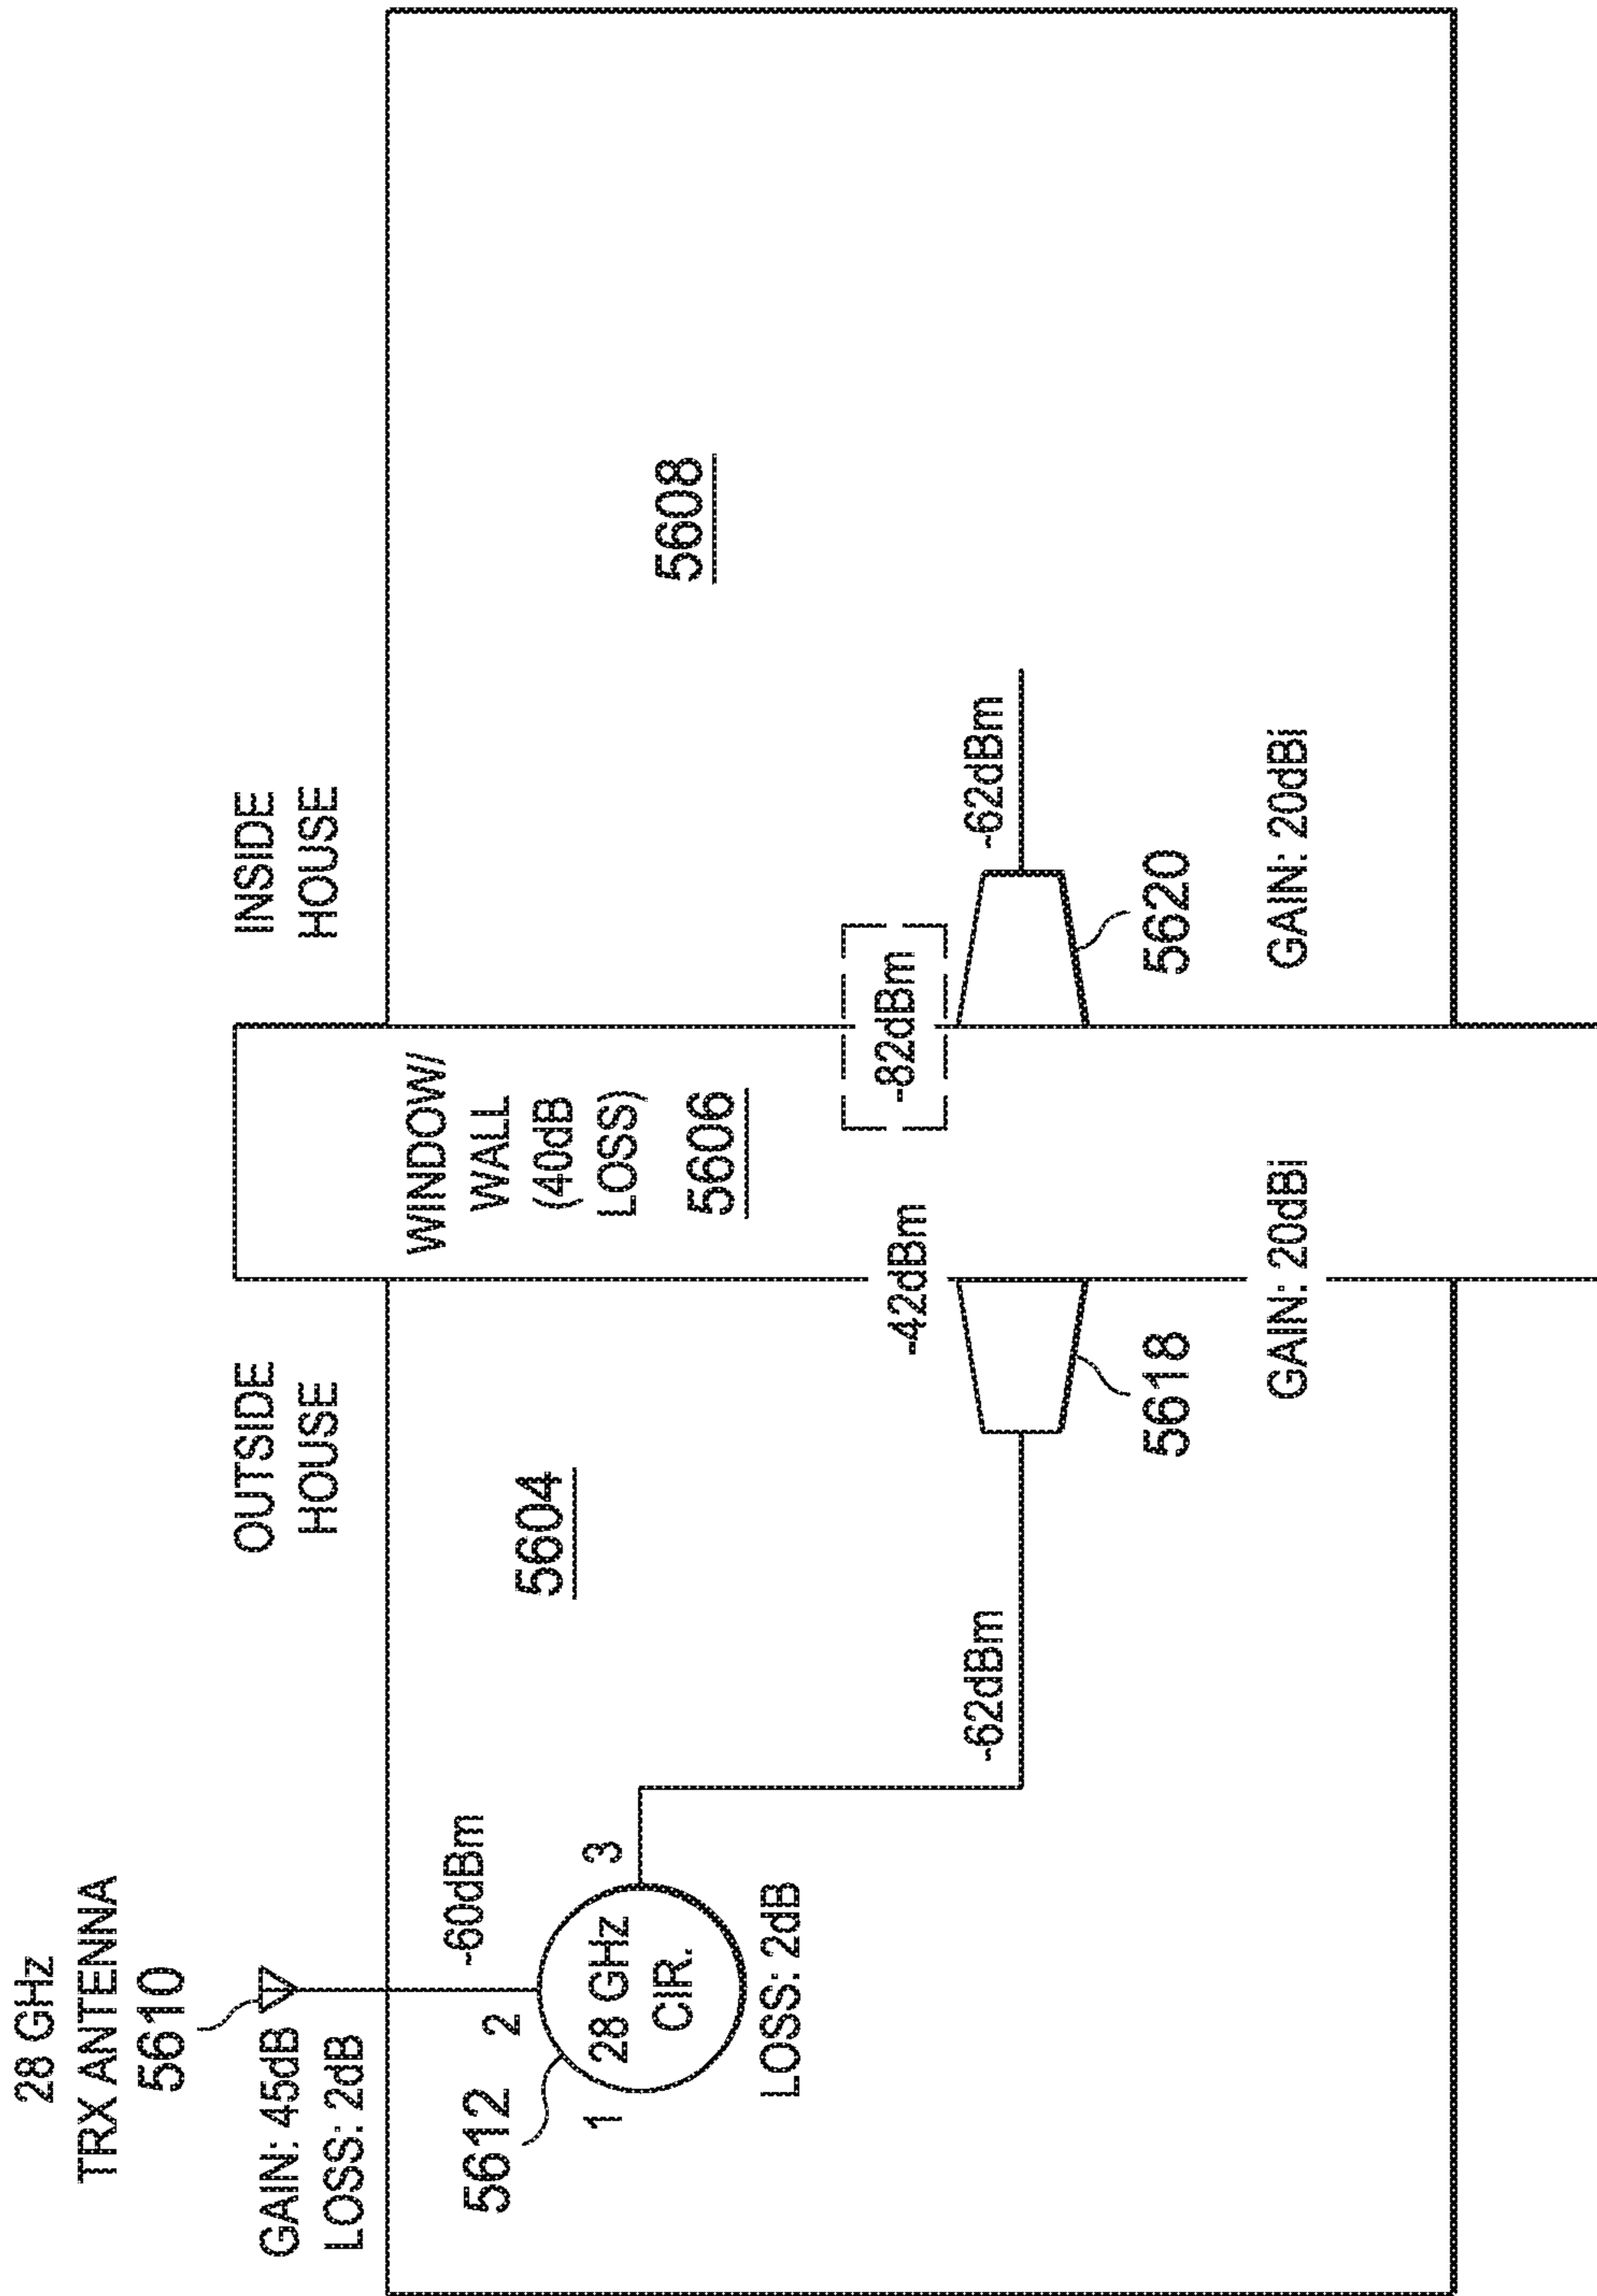 28 GHz
TRX ANTENNA
5610
GAIN: 45dB
LOSS: 2dB
OUTSIDE
HOUSE
INSIDE
HOUSE
5612
1
2
3
28 GHz
CIR.
LOSS: 2dB
-60dBm
5604
-62dBm
WINDOW/
WALL
(40dB
LOSS)
5606
-42dBm
-82dBm
5618
GAIN: 20dBi
5608
-62dBm
5620
GAIN: 20dBi